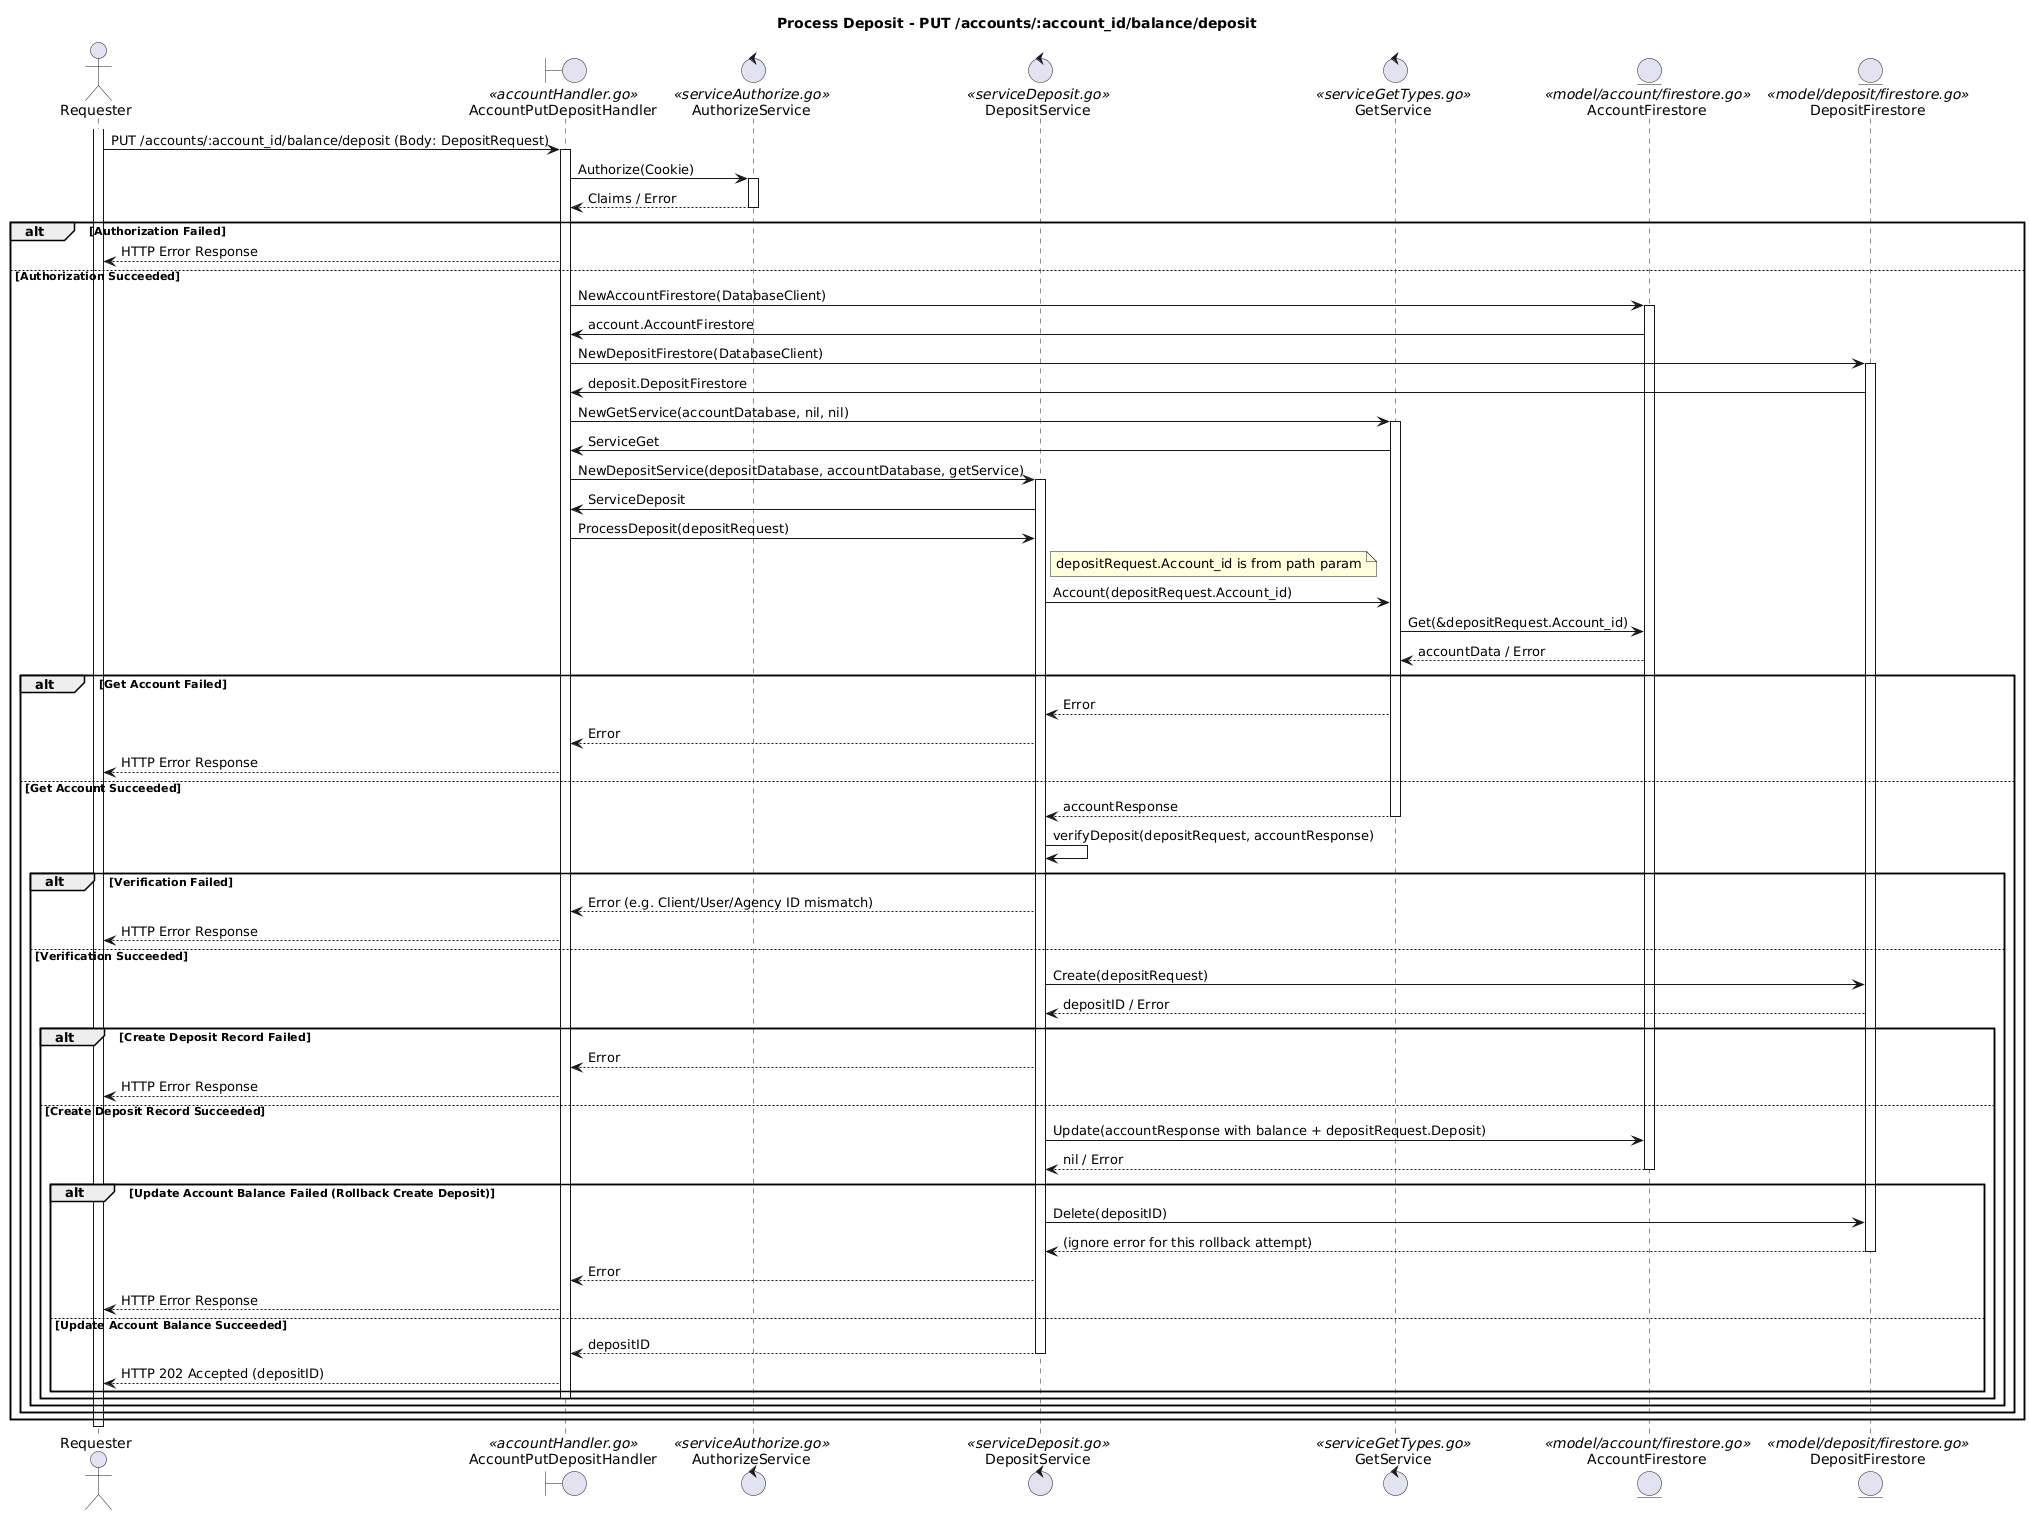 Process Deposit - PUT /accounts/:account_id/balance/deposit
Requester
«accountHandler.go»
AccountPutDepositHandler
«serviceAuthorize.go»
AuthorizeService
«serviceDeposit.go»
DepositService
«serviceGetTypes.go»
GetService
«model/account/firestore.go»
AccountFirestore
«model/deposit/firestore.go»
DepositFirestore
PUT /accounts/:account_id/balance/deposit (Body: DepositRequest)
Authorize(Cookie)
Claims / Error
alt [Authorization Failed]
HTTP Error Response
[Authorization Succeeded]
NewAccountFirestore(DatabaseClient)
account.AccountFirestore
NewDepositFirestore(DatabaseClient)
deposit.DepositFirestore
NewGetService(accountDatabase, nil, nil)
ServiceGet
NewDepositService(depositDatabase, accountDatabase, getService)
ServiceDeposit
ProcessDeposit(depositRequest)
depositRequest.Account_id is from path param
Account(depositRequest.Account_id)
Get(&depositRequest.Account_id)
accountData / Error
alt [Get Account Failed]
Error
Error
HTTP Error Response
[Get Account Succeeded]
accountResponse
verifyDeposit(depositRequest, accountResponse)
alt [Verification Failed]
Error (e.g. Client/User/Agency ID mismatch)
HTTP Error Response
[Verification Succeeded]
Create(depositRequest)
depositID / Error
alt [Create Deposit Record Failed]
Error
HTTP Error Response
[Create Deposit Record Succeeded]
Update(accountResponse with balance + depositRequest.Deposit)
nil / Error
alt [Update Account Balance Failed (Rollback Create Deposit)]
Delete(depositID)
(ignore error for this rollback attempt)
Error
HTTP Error Response
[Update Account Balance Succeeded]
depositID
HTTP 202 Accepted (depositID)
Requester
«accountHandler.go»
AccountPutDepositHandler
«serviceAuthorize.go»
AuthorizeService
«serviceDeposit.go»
DepositService
«serviceGetTypes.go»
GetService
«model/account/firestore.go»
AccountFirestore
«model/deposit/firestore.go»
DepositFirestore